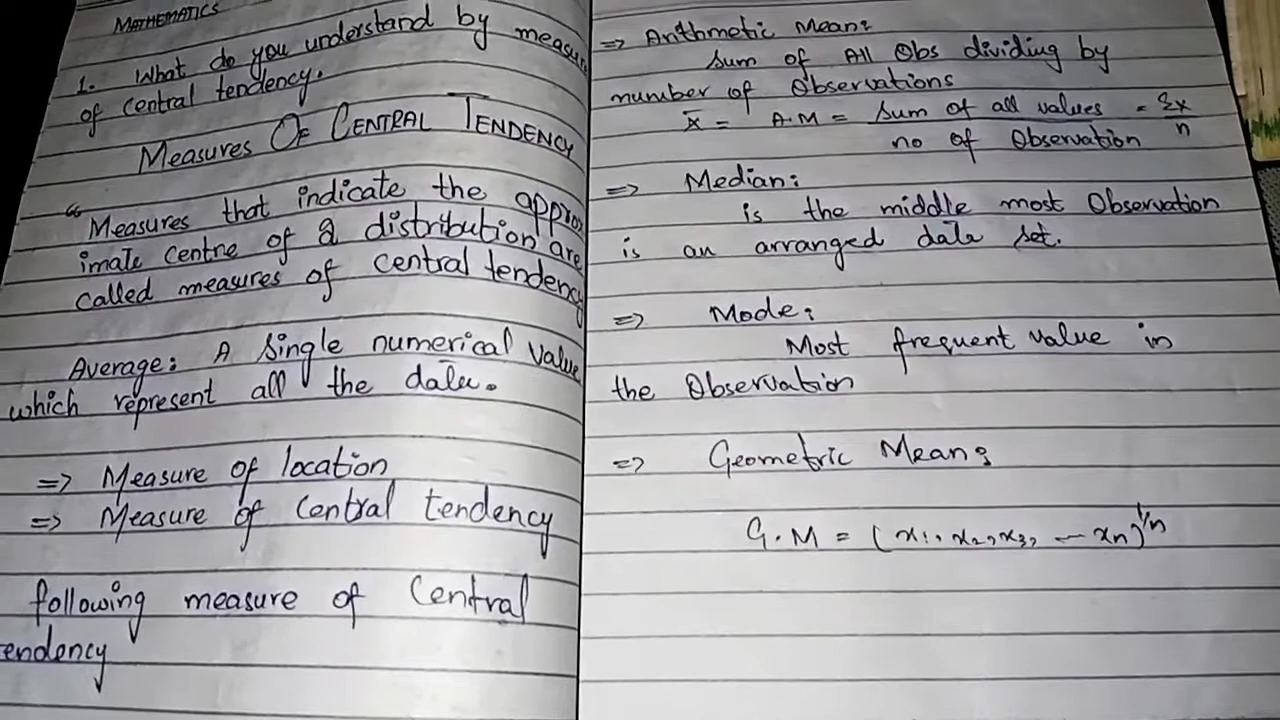 MATHEMATICS
1. What do you understand by measure
of central tendency.
MEASURES OF CENTRAL TENDENCY
"Measures that indicate the approx
imate centre of a distribution are
called measures of central tendency
Average: A single numerical value
which represent all the data.
=> Measure of location
=> Measure of Central tendency
following measure of Central
tendency
=> Arithmetic Mean:
Sum of All Obs dividing by
number of Observations
x̄ = A.M = Sum of all values / no of Observation = Σx / n
=> Median:
is the middle most Observation
is an arranged data set.
=> Mode:
Most frequent value in
the Observation
=> Geometric Mean:
G.M = (x1, x2, x3, — xn)^1/n